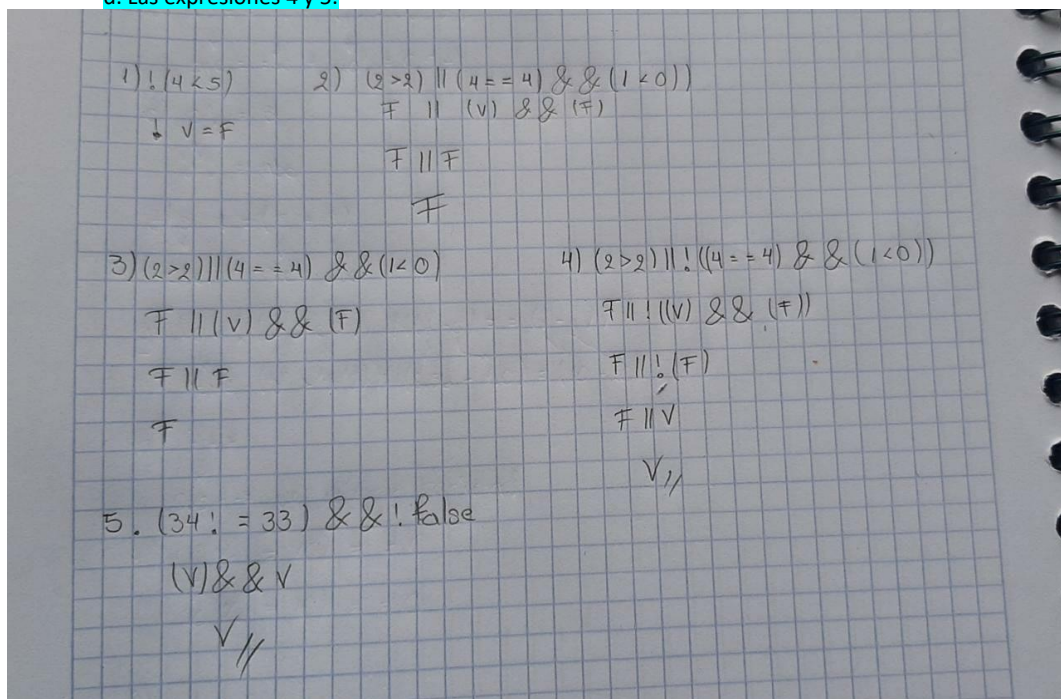 a. Las expresiones 4 y 5.
1) ! (4 < 5)
! V = F
2) (2 > 2) || (4 = = 4) && (1 < 0))
F || (V) && (F)
F || F
F
3) (2 > 2) || (4 = = 4) && (1 < 0)
F || (V) && (F)
F || F
F
4) (2 > 2) || ! ((4 = = 4) && (1 < 0))
F || ! ((V) && (F))
F || ! (F)
F || V
V //
5. (34 ! = 33) && ! false
(V) && V
V //